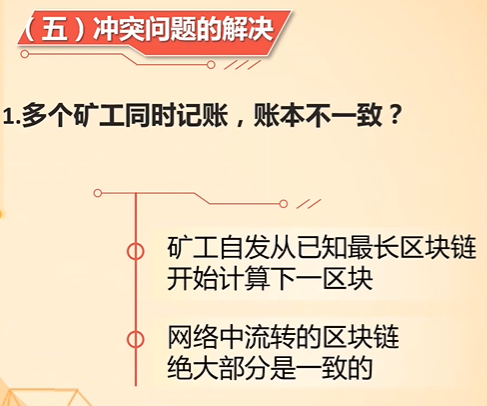 （五）冲突问题的解决
1.多个矿工同时记账，账本不一致？
矿工自发从已知最长区块链
开始计算下一区块
网络中流转的区块链
绝大部分是一致的